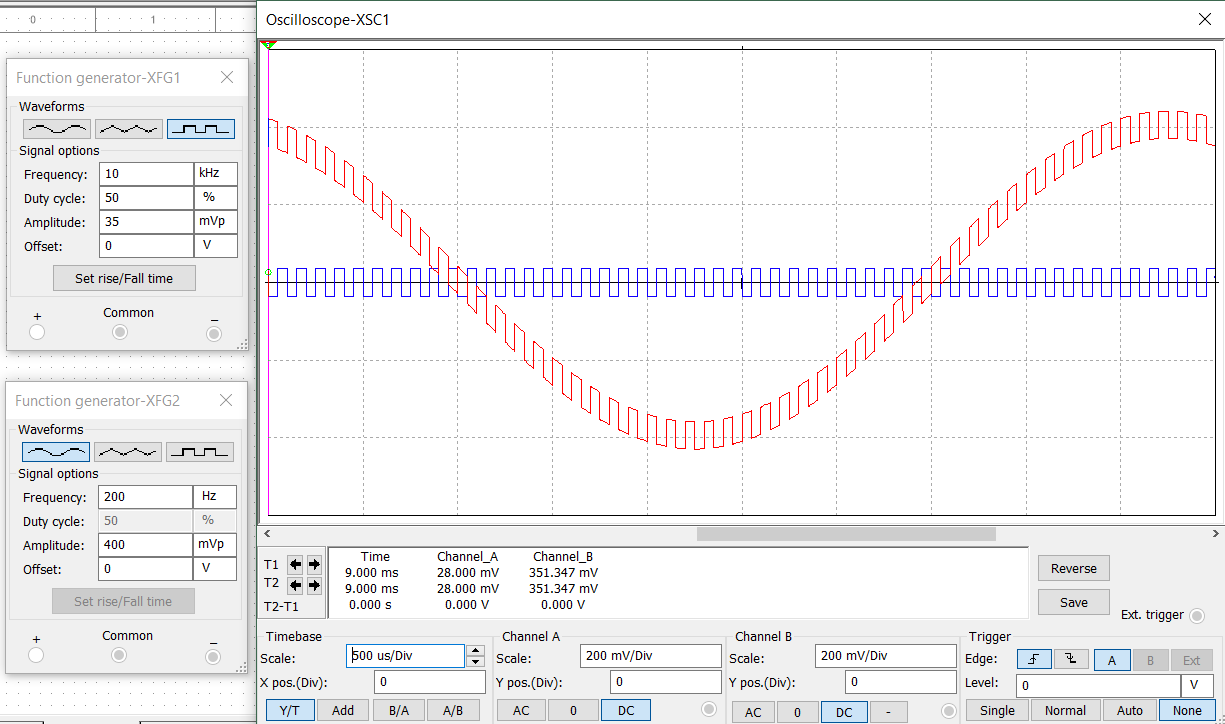 0 1
Oscilloscope-XSC1
Function generator-XFG1
Waveforms
Signal options
Frequency: 10 kHz
Duty cycle: 50 %
Amplitude: 35 mVp
Offset: 0 V
Set rise/Fall time
+ Common –
Function generator-XFG2
Waveforms
Signal options
Frequency: 200 Hz
Duty cycle: 50 %
Amplitude: 400 mVp
Offset: 0 V
Set rise/Fall time
+ Common –
Time Channel_A Channel_B
T1 9.000 ms 28.000 mV 351.347 mV
T2 9.000 ms 28.000 mV 351.347 mV
T2-T1 0.000 s 0.000 V 0.000 V
Reverse
Save
Ext. trigger
Timebase
Scale: 500 us/Div
X pos.(Div): 0
Y/T Add B/A A/B
Channel A
Scale: 200 mV/Div
Y pos.(Div): 0
AC 0 DC
Channel B
Scale: 200 mV/Div
Y pos.(Div): 0
AC 0 DC -
Trigger
Edge: A B Ext
Level: 0 V
Single Normal Auto None